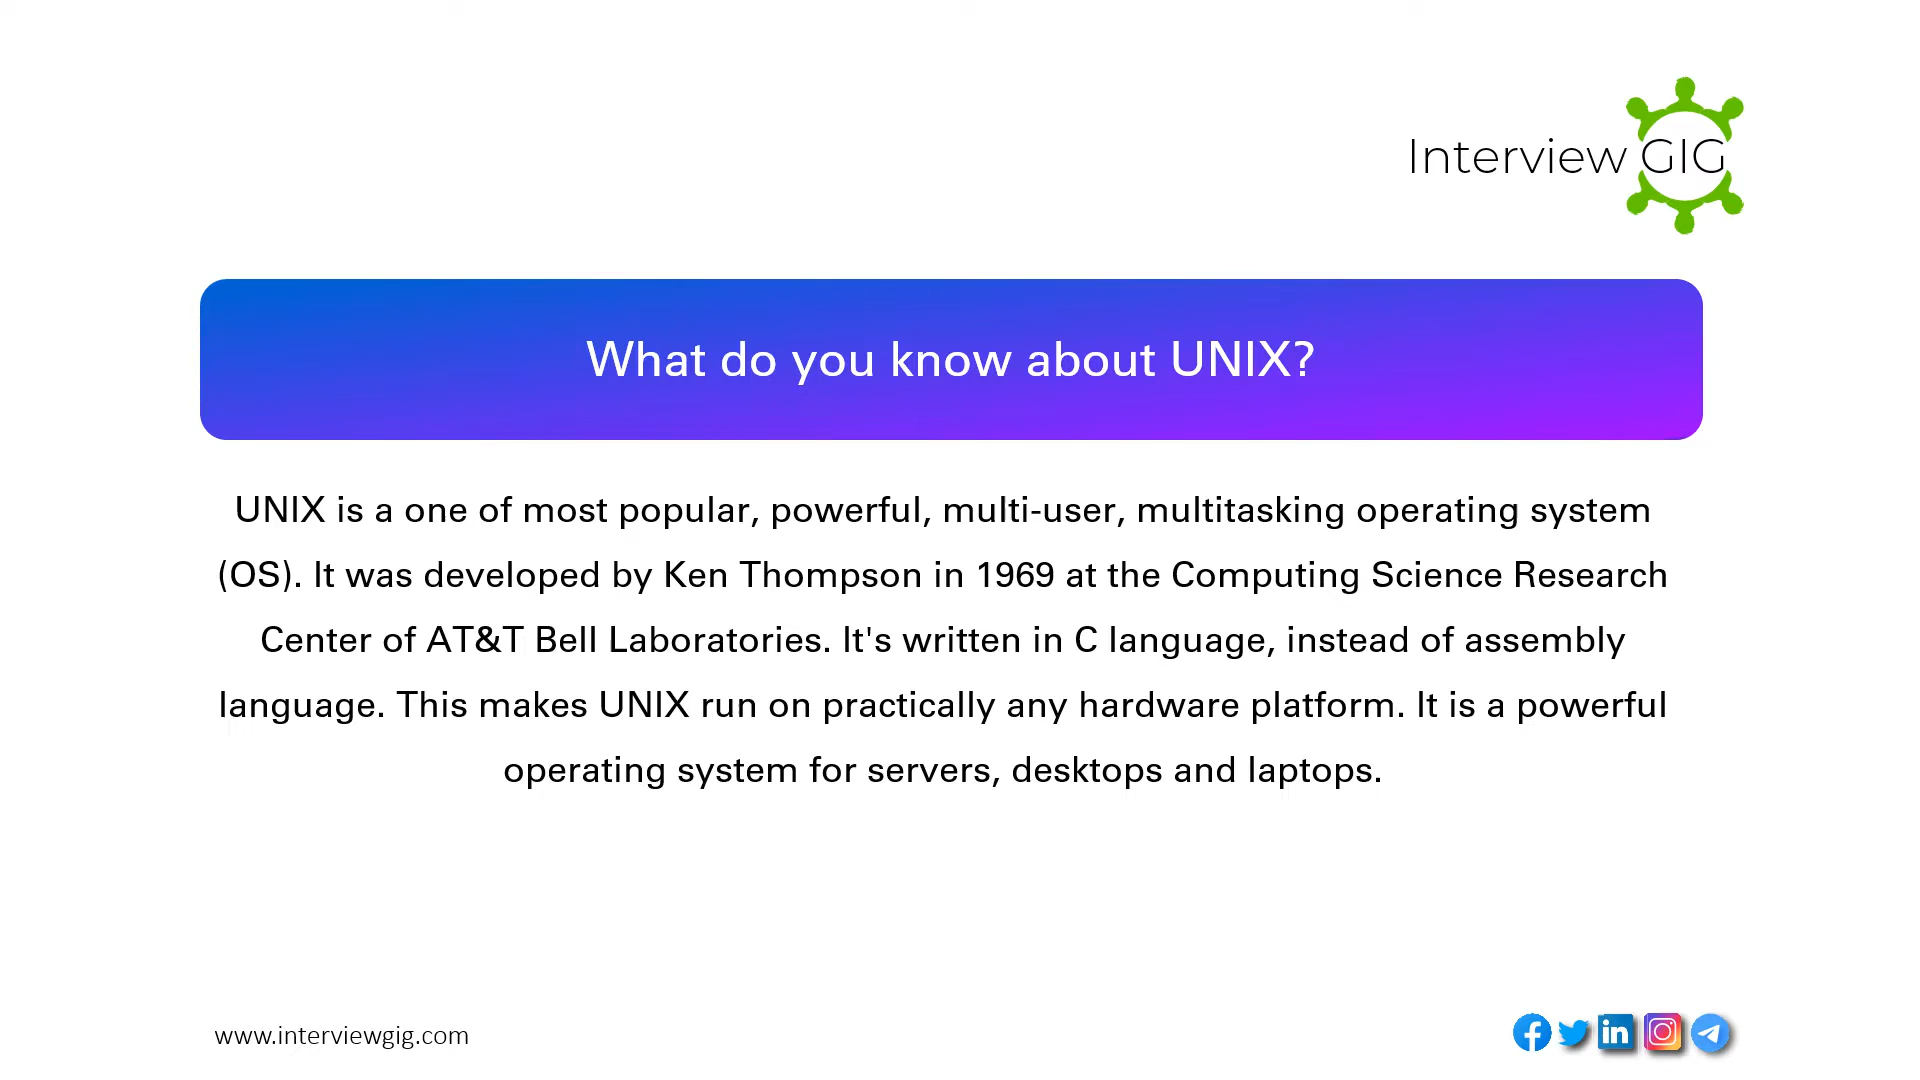 Interview GIG
What do you know about UNIX?
UNIX is a one of most popular, powerful, multi-user, multitasking operating system
(OS). It was developed by Ken Thompson in 1969 at the Computing Science Research
Center of AT&T Bell Laboratories. It's written in C language, instead of assembly
language. This makes UNIX run on practically any hardware platform. It is a powerful
operating system for servers, desktops and laptops.
www.interviewgig.com